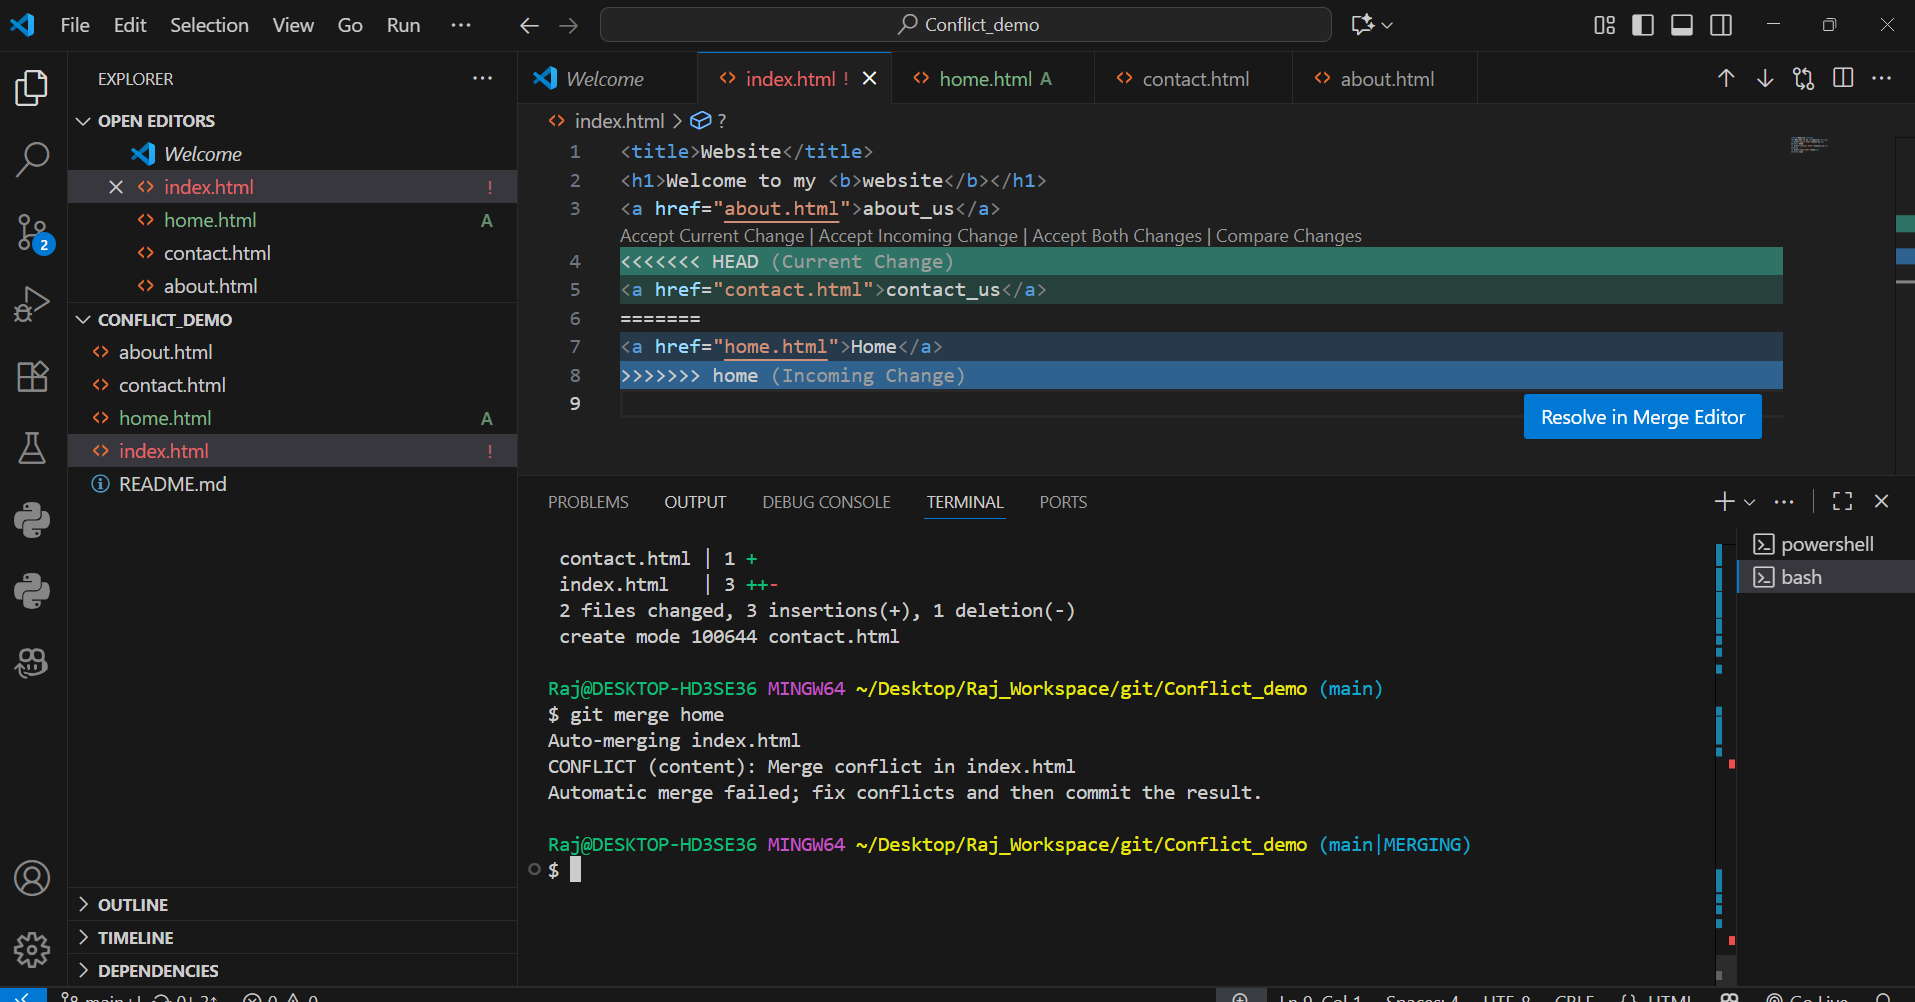 File Edit Selection View Go Run ··· Conflict_demo
EXPLORER
OPEN EDITORS
Welcome
index.html !
home.html A
contact.html
about.html
CONFLICT_DEMO
about.html
contact.html
home.html A
index.html !
README.md
OUTLINE
TIMELINE
DEPENDENCIES
2
Welcome index.html ! home.html A contact.html about.html
index.html > ?
1 <title>Website</title>
2 <h1>Welcome to my <b>website</b></h1>
3 <a href="about.html">about_us</a>
Accept Current Change | Accept Incoming Change | Accept Both Changes | Compare Changes
4 <<<<<<< HEAD (Current Change)
5 <a href="contact.html">contact_us</a>
6 =======
7 <a href="home.html">Home</a>
8 >>>>>>> home (Incoming Change)
9
Resolve in Merge Editor
PROBLEMS OUTPUT DEBUG CONSOLE TERMINAL PORTS
powershell
bash
contact.html | 1 +
index.html | 3 ++-
2 files changed, 3 insertions(+), 1 deletion(-)
create mode 100644 contact.html
Raj@DESKTOP-HD3SE36 MINGW64 ~/Desktop/Raj_Workspace/git/Conflict_demo (main)
$ git merge home
Auto-merging index.html
CONFLICT (content): Merge conflict in index.html
Automatic merge failed; fix conflicts and then commit the result.
Raj@DESKTOP-HD3SE36 MINGW64 ~/Desktop/Raj_Workspace/git/Conflict_demo (main|MERGING)
$
Ln 9, Col 1 Spaces: 4 UTF-8 CRLF {} HTML Go Live